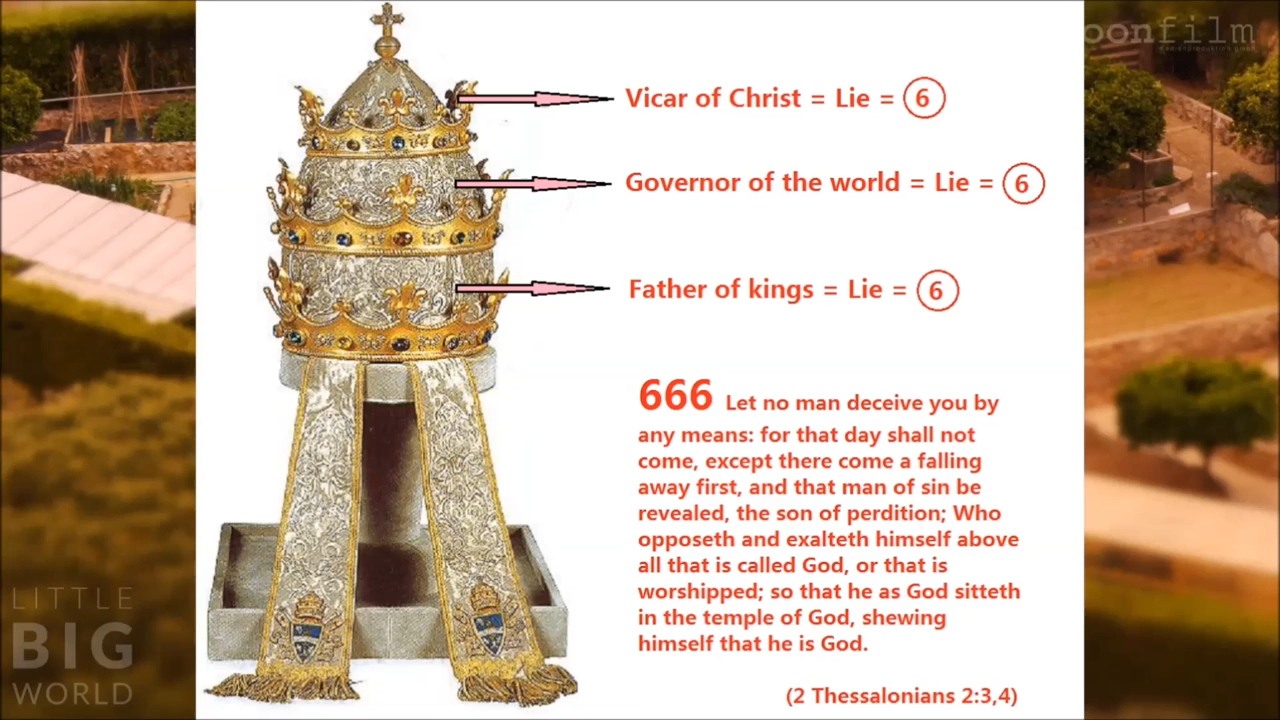 oonfilm
Vicar of Christ = Lie = 6
Governor of the world = Lie = 6
Father of kings = Lie = 6
666 Let no man deceive you by
any means: for that day shall not
come, except there come a falling
away first, and that man of sin be
revealed, the son of perdition; Who
opposeth and exalteth himself above
all that is called God, or that is
worshipped; so that he as God sitteth
in the temple of God, shewing
himself that he is God.
(2 Thessalonians 2:3,4)
LITTLE
BIG
WORLD